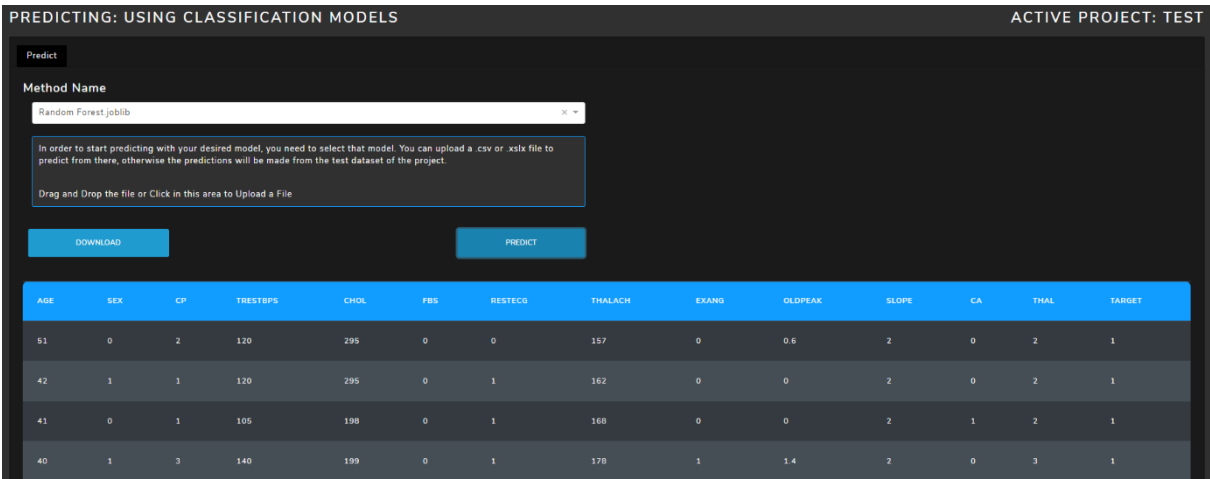 PREDICTING: USING CLASSIFICATION MODELS ACTIVE PROJECT: TEST
Predict
Method Name
Random Forest.joblib × ▾
In order to start predicting with your desired model, you need to select that model. You can upload a .csv or .xslx file to
predict from there, otherwise the predictions will be made from the test dataset of the project.
Drag and Drop the file or Click in this area to Upload a File
DOWNLOAD PREDICT
AGE SEX CP TRESTBPS CHOL FBS RESTECG THALACH EXANG OLDPEAK SLOPE CA THAL TARGET
51 0 2 120 295 0 0 157 0 0.6 2 0 2 1
42 1 1 120 295 0 1 162 0 0 2 0 2 1
41 0 1 105 198 0 1 168 0 0 2 1 2 1
40 1 3 140 199 0 1 178 1 1.4 2 0 3 1